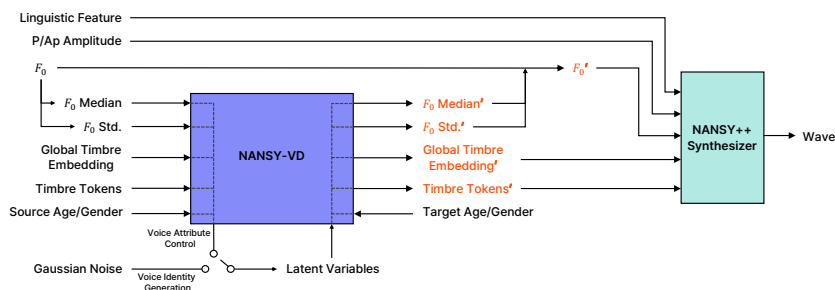 Linguistic Feature
P/Ap Amplitude
F₀
F₀′
F₀ Median
F₀ Std.
Global Timbre
Embedding
Timbre Tokens
Source Age/Gender
NANSY-VD
F₀ Median′
F₀ Std.′
Global Timbre
Embedding′
Timbre Tokens′
Target Age/Gender
NANSY++
Synthesizer
Wave
Voice Attribute
Control
Gaussian Noise
Voice Identity
Generation
Latent Variables